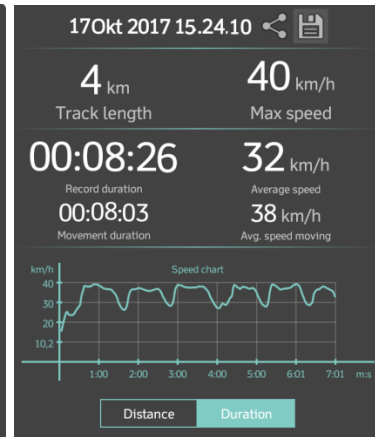 17Okt 2017 15.24.10
4 km
40 km/h
Track length
Max speed
00:08:26
32 km/h
Record duration
Average speed
00:08:03
38 km/h
Movement duration
Avg. speed moving
km/h
Speed chart
40
30
20
10,2
1:00 2:00 3:00 4:00 5:00 6:01 7:01 m:s
Distance
Duration